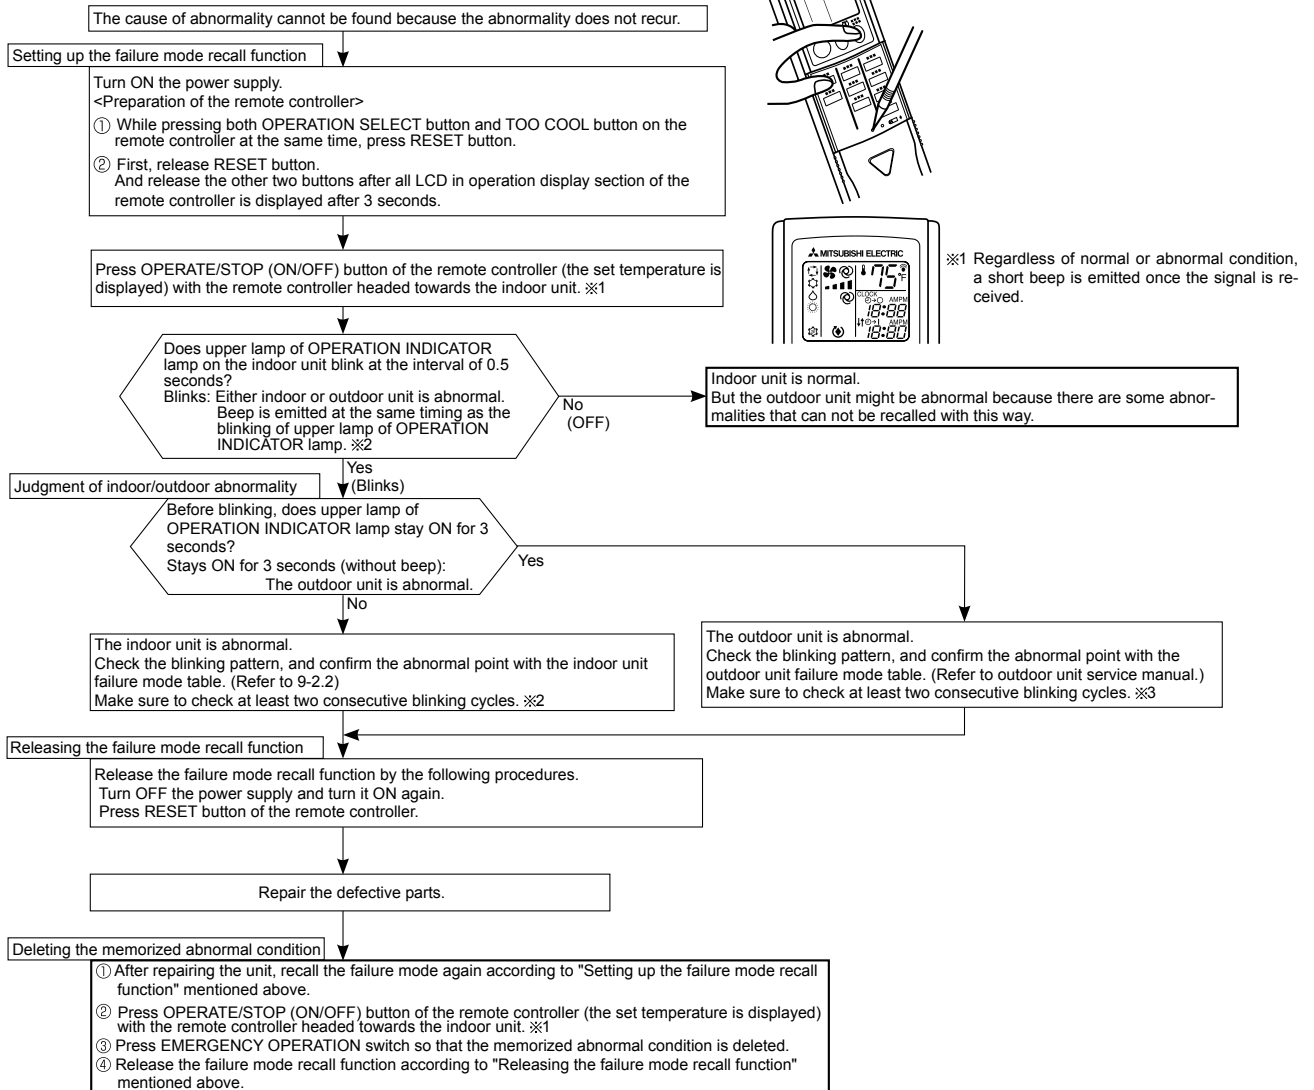 The cause of abnormality cannot be found because the abnormality does not recur.
Setting up the failure mode recall function
Turn ON the power supply.
<Preparation of the remote controller>
① While pressing both OPERATION SELECT button and TOO COOL button on the
remote controller at the same time, press RESET button.
② First, release RESET button.
And release the other two buttons after all LCD in operation display section of the
remote controller is displayed after 3 seconds.
Press OPERATE/STOP (ON/OFF) button of the remote controller (the set temperature is
displayed) with the remote controller headed towards the indoor unit. ※1
MITSUBISHI ELECTRIC
75°F
CLOCK
AMPM
18:88
AMPM
18:80
※1 Regardless of normal or abnormal condition,
a short beep is emitted once the signal is re-
ceived.
Does upper lamp of OPERATION INDICATOR
lamp on the indoor unit blink at the interval of 0.5
seconds?
Blinks: Either indoor or outdoor unit is abnormal.
Beep is emitted at the same timing as the
blinking of upper lamp of OPERATION
INDICATOR lamp. ※2
No
(OFF)
Indoor unit is normal.
But the outdoor unit might be abnormal because there are some abnor-
malities that can not be recalled with this way.
Yes
(Blinks)
Judgment of indoor/outdoor abnormality
Before blinking, does upper lamp of
OPERATION INDICATOR lamp stay ON for 3
seconds?
Stays ON for 3 seconds (without beep):
The outdoor unit is abnormal.
Yes
No
The indoor unit is abnormal.
Check the blinking pattern, and confirm the abnormal point with the indoor unit
failure mode table. (Refer to 9-2.2)
Make sure to check at least two consecutive blinking cycles. ※2
The outdoor unit is abnormal.
Check the blinking pattern, and confirm the abnormal point with the
outdoor unit failure mode table. (Refer to outdoor unit service manual.)
Make sure to check at least two consecutive blinking cycles. ※3
Releasing the failure mode recall function
Release the failure mode recall function by the following procedures.
Turn OFF the power supply and turn it ON again.
Press RESET button of the remote controller.
Repair the defective parts.
Deleting the memorized abnormal condition
① After repairing the unit, recall the failure mode again according to "Setting up the failure mode recall
function" mentioned above.
② Press OPERATE/STOP (ON/OFF) button of the remote controller (the set temperature is displayed)
with the remote controller headed towards the indoor unit. ※1
③ Press EMERGENCY OPERATION switch so that the memorized abnormal condition is deleted.
④ Release the failure mode recall function according to "Releasing the failure mode recall function"
mentioned above.